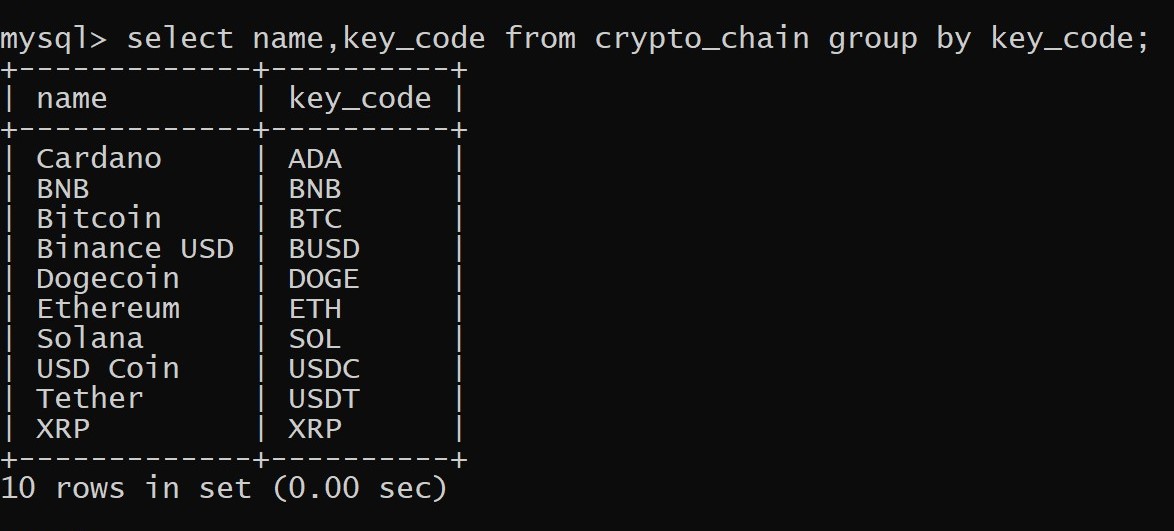 mysql> select name,key_code from crypto_chain group by key_code;
+-------------+----------+
| name        | key_code |
+-------------+----------+
| Cardano     | ADA      |
| BNB         | BNB      |
| Bitcoin     | BTC      |
| Binance USD | BUSD     |
| Dogecoin    | DOGE     |
| Ethereum    | ETH      |
| Solana      | SOL      |
| USD Coin    | USDC     |
| Tether      | USDT     |
| XRP         | XRP      |
+-------------+----------+
10 rows in set (0.00 sec)